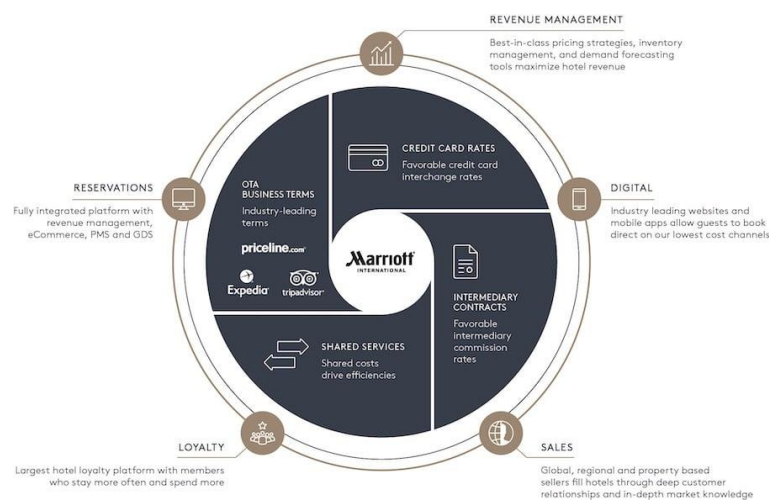 REVENUE MANAGEMENT
Best-in-class pricing strategies, inventory
management, and demand forecasting
tools maximize hotel revenue
CREDIT CARD RATES
Favorable credit card
interchange rates
RESERVATIONS
Fully integrated platform with
revenue management,
eCommerce, PMS and GDS
OTA
BUSINESS TERMS
Industry-leading
terms
priceline.com
Expedia
tripadvisor
DIGITAL
Industry leading websites and
mobile apps allow guests to book
direct on our lowest cost channels
Marriott
INTERNATIONAL
INTERMEDIARY
CONTRACTS
Favorable
intermediary
commission
rates
SHARED SERVICES
Shared costs
drive efficiencies
LOYALTY
Largest hotel loyalty platform with members
who stay more often and spend more
SALES
Global, regional and property based
sellers fill hotels through deep customer
relationships and in-depth market knowledge